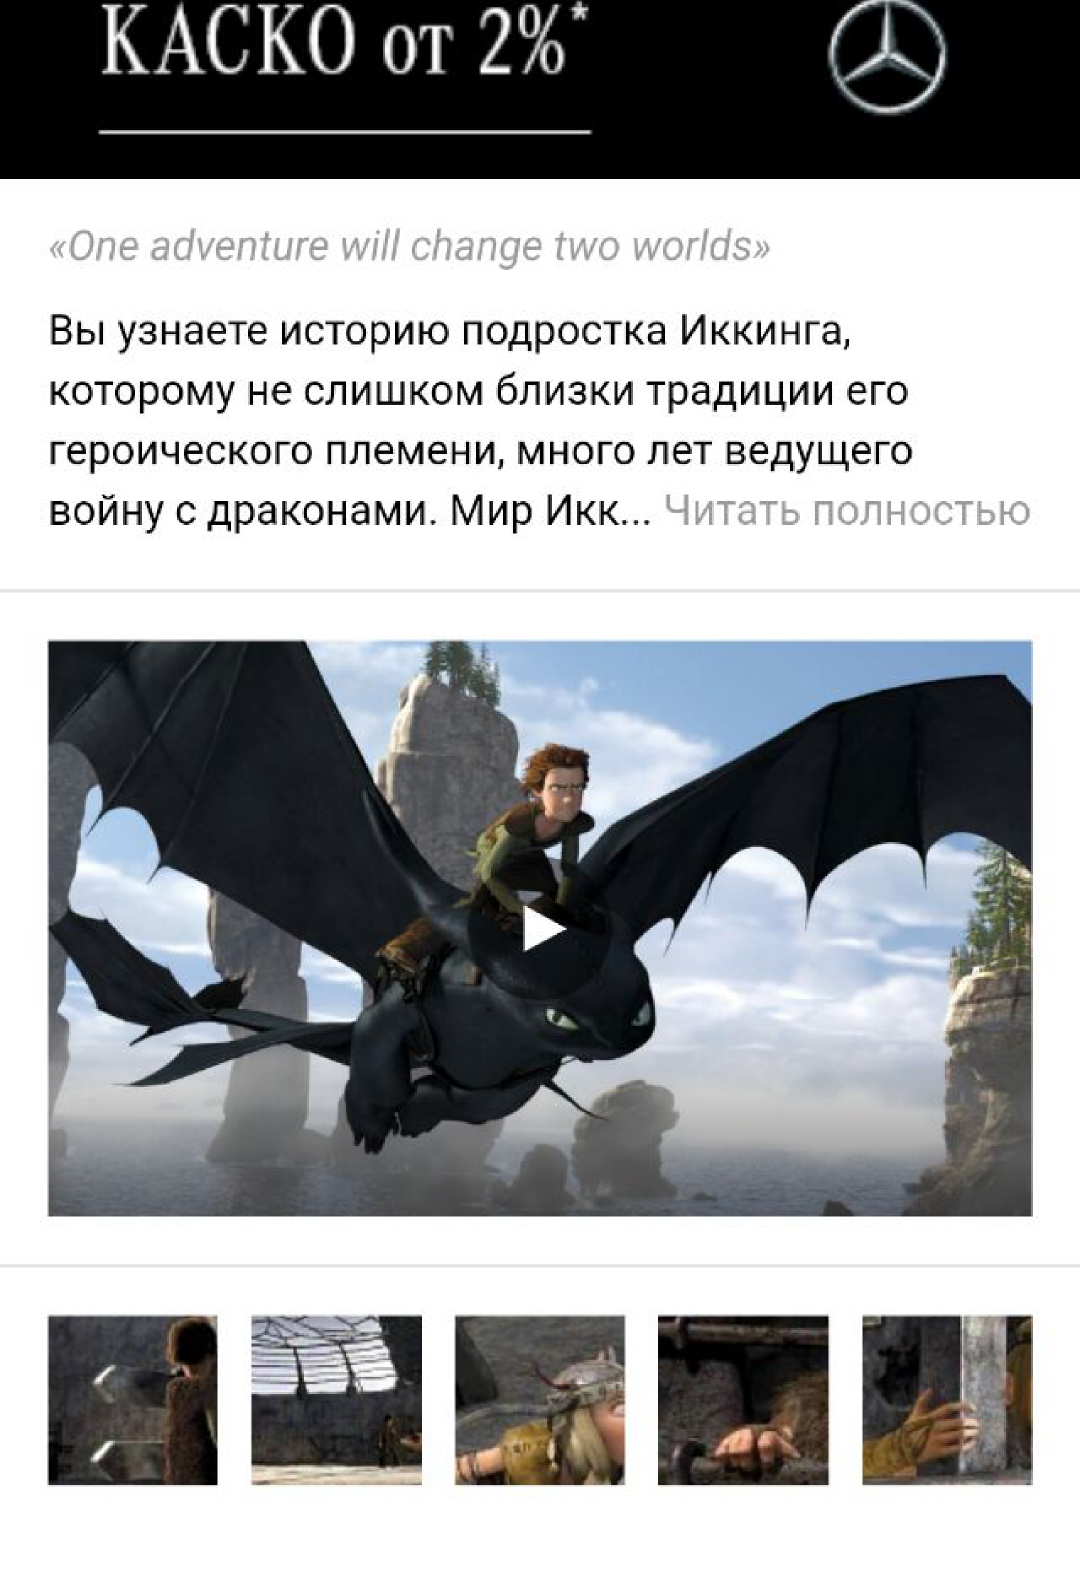 КАСКО от 2%*
«One adventure will change two worlds»
Вы узнаете историю подростка Иккинга,
которому не слишком близки традиции его
героического племени, много лет ведущего
войну с драконами. Мир Икк... Читать полностью